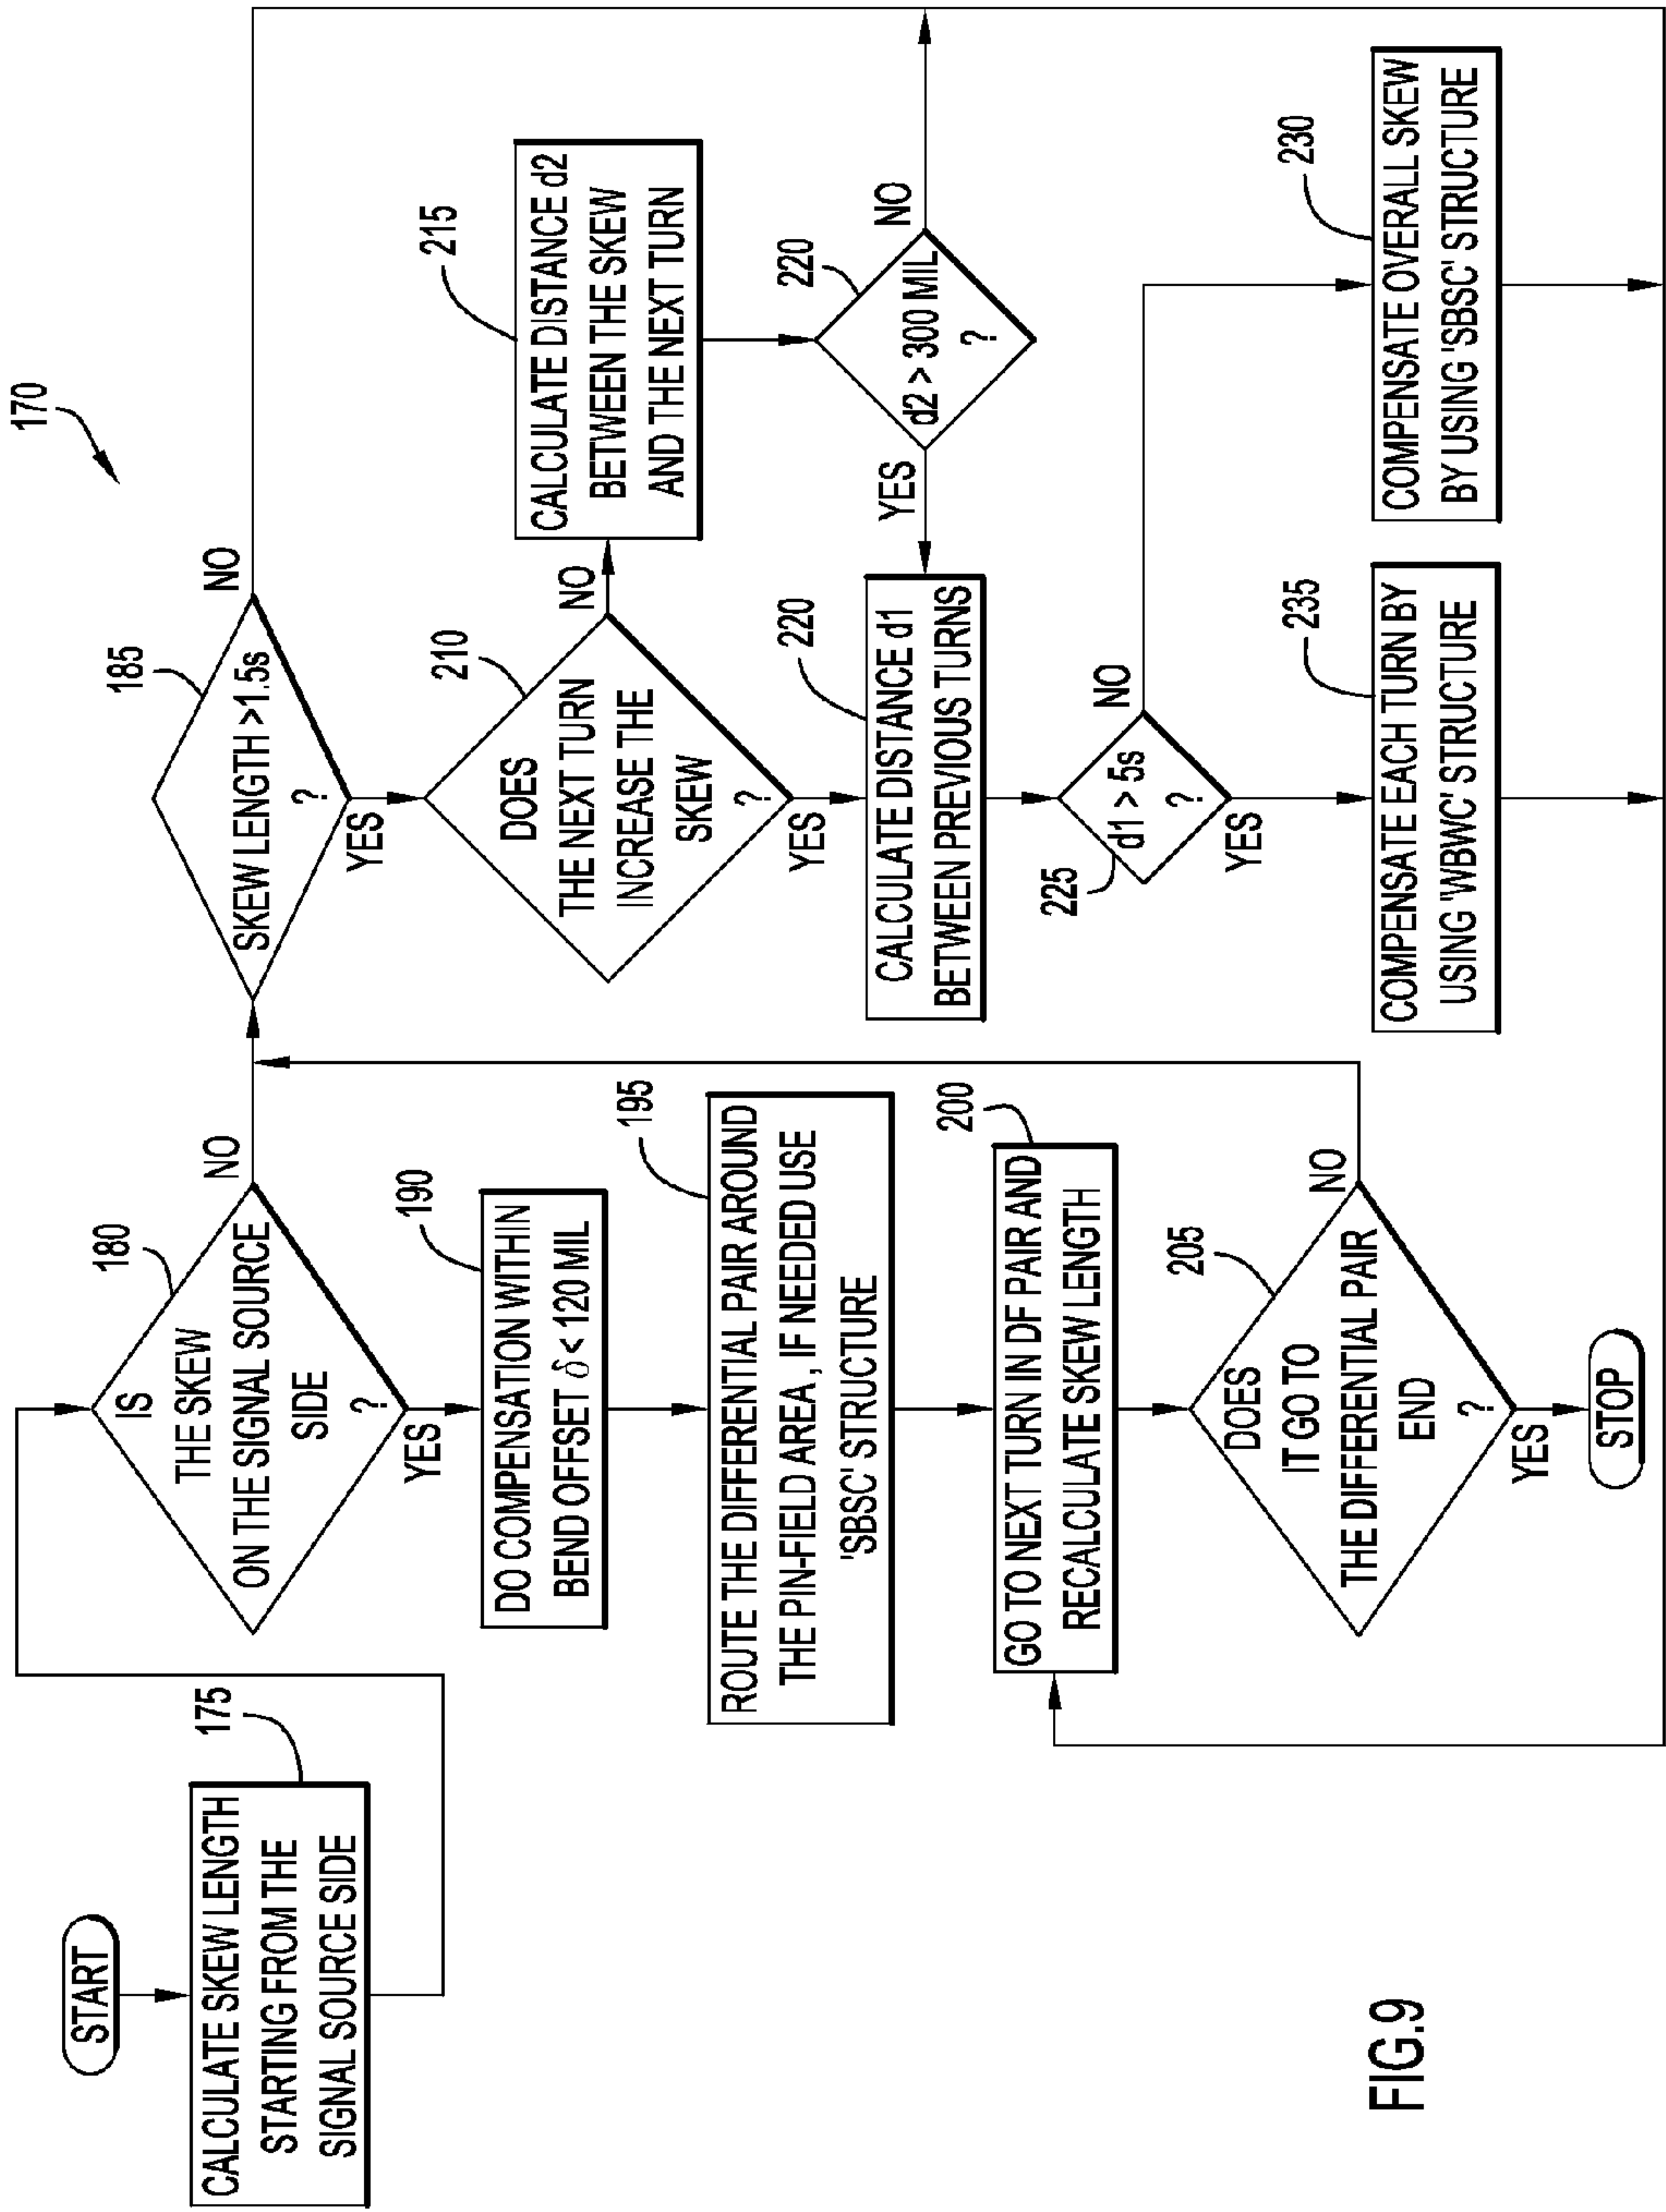 170
START
CALCULATE SKEW LENGTH
STARTING FROM THE
SIGNAL SOURCE SIDE
175
IS
THE SKEW
ON THE SIGNAL SOURCE
SIDE
?
180
NO
YES
DO COMPENSATION WITHIN
BEND OFFSET δ < 120 MIL
190
ROUTE THE DIFFERENTIAL PAIR AROUND
THE PIN-FIELD AREA, IF NEEDED USE
'SBSC' STRUCTURE
195
GO TO NEXT TURN IN DF PAIR AND
RECALCULATE SKEW LENGTH
200
DOES
IT GO TO
THE DIFFERENTIAL PAIR
END
?
205
NO
YES
STOP
SKEW LENGTH >1.5s
?
185
NO
YES
DOES
THE NEXT TURN
INCREASE THE
SKEW
?
210
NO
YES
CALCULATE DISTANCE d2
BETWEEN THE SKEW
AND THE NEXT TURN
215
d2 > 300 MIL
?
220
NO
YES
CALCULATE DISTANCE d1
BETWEEN PREVIOUS TURNS
220
d1 > 5s
?
225
NO
YES
COMPENSATE OVERALL SKEW
BY USING 'SBSC' STRUCTURE
230
COMPENSATE EACH TURN BY
USING 'WBWC' STRUCTURE
235
FIG.9